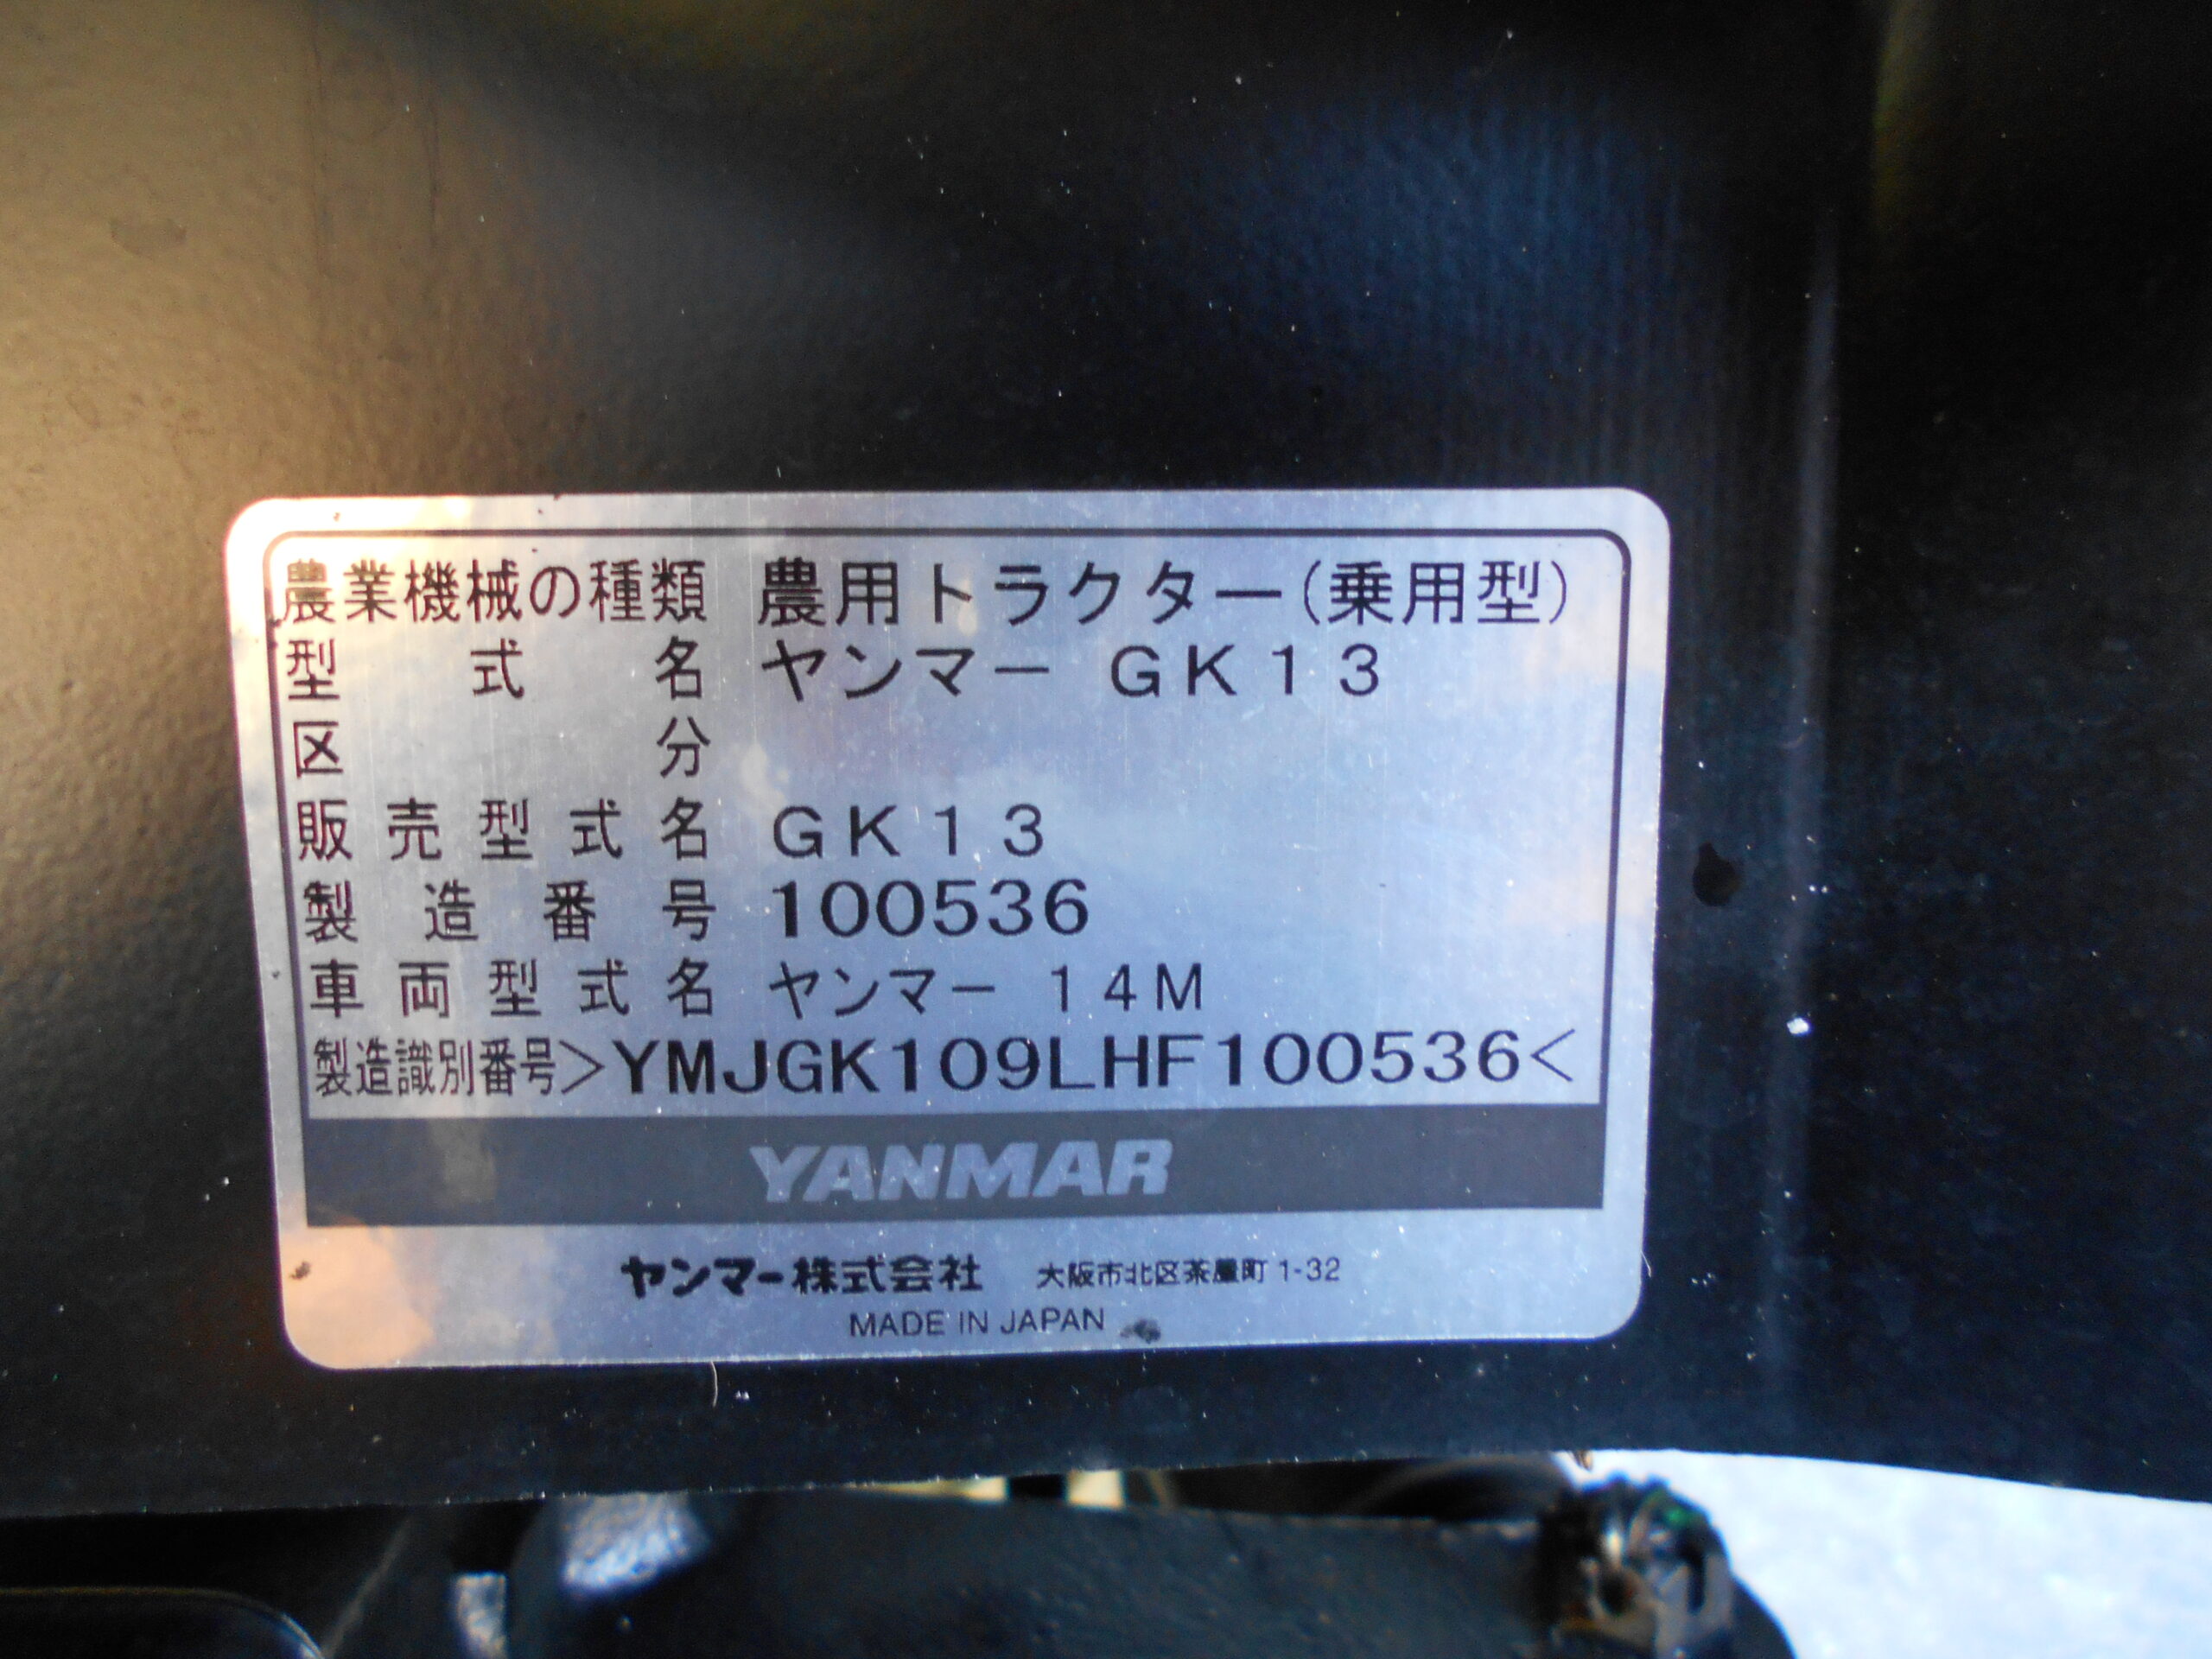 農業機械の種類 農用トラクター(乗用型)
型式名 ヤンマー GK13
区分
販売型式名 GK13
製造番号 100536
車両型式名 ヤンマー 14M
製造識別番号>YMJGK109LHF100536<
YANMAR
ヤンマー株式会社 大阪市北区茶屋町1-32
MADE IN JAPAN